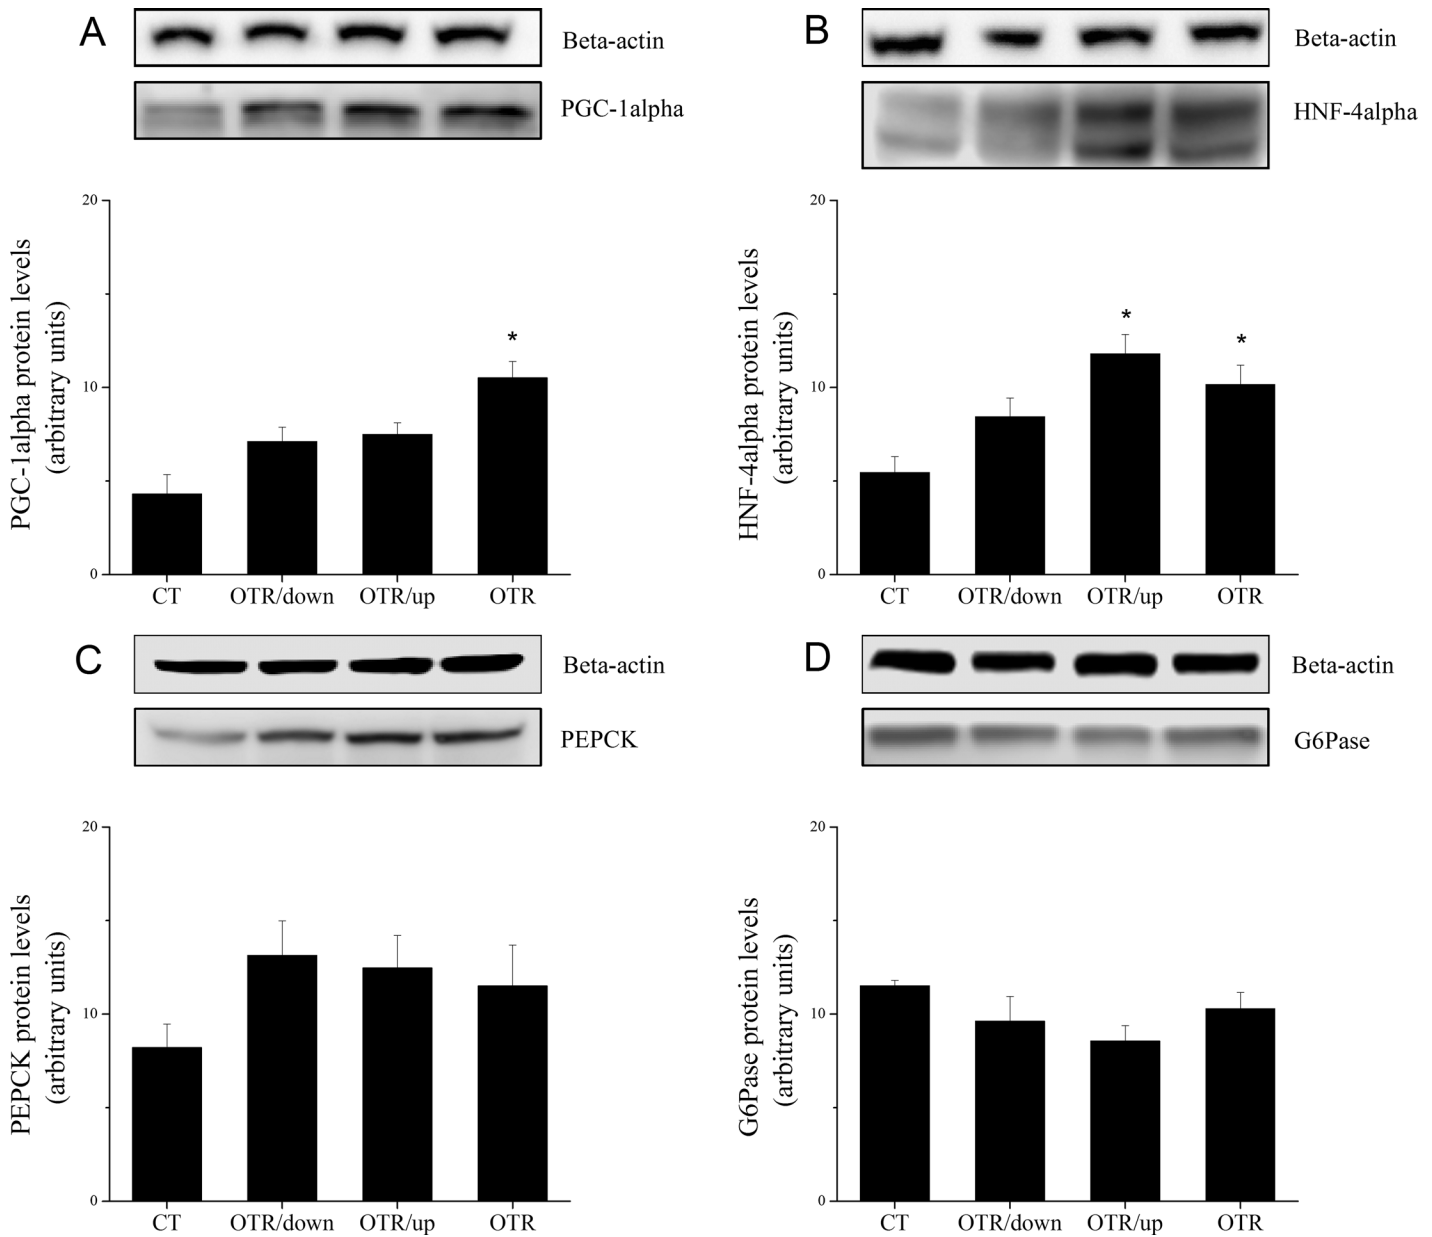 A
Beta-actin
PGC-1alpha
PGC-1alpha protein levels
(arbitrary units)
20
10
0
*
CT OTR/down OTR/up OTR
B
Beta-actin
HNF-4alpha
HNF-4alpha protein levels
(arbitrary units)
20
10
0
*
*
CT OTR/down OTR/up OTR
C
Beta-actin
PEPCK
PEPCK protein levels
(arbitrary units)
20
10
0
CT OTR/down OTR/up OTR
D
Beta-actin
G6Pase
G6Pase protein levels
(arbitrary units)
20
10
0
CT OTR/down OTR/up OTR